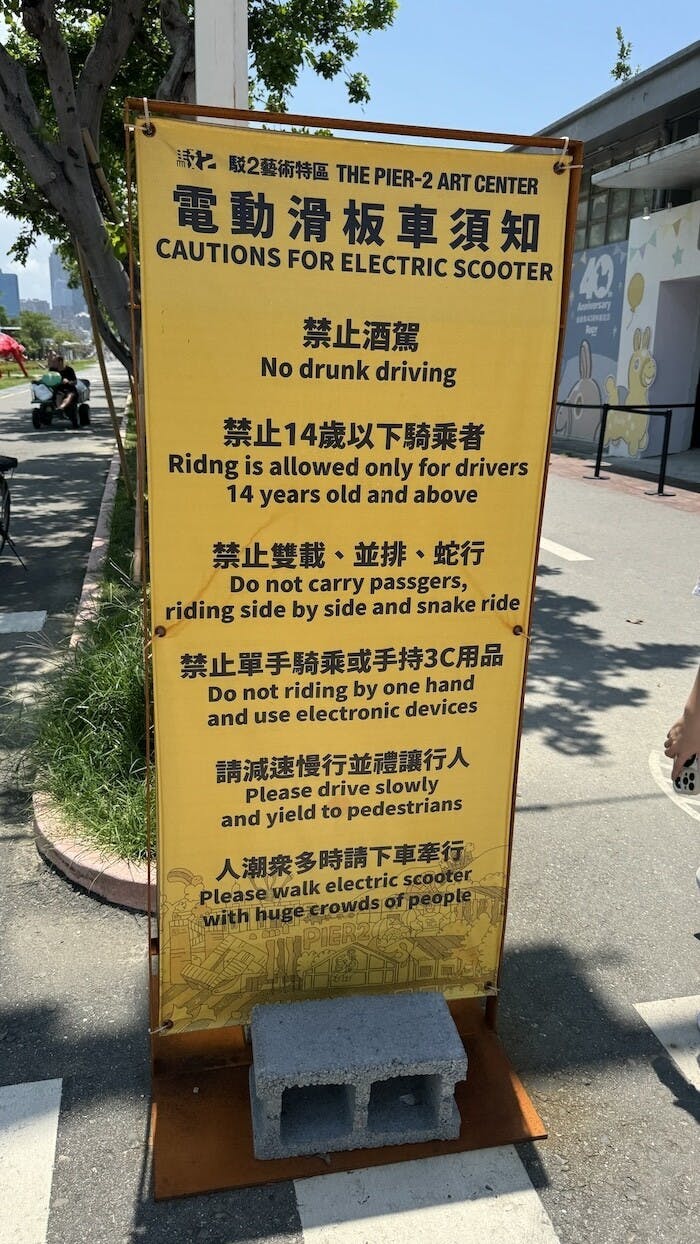 駁2 駁2藝術特區 THE PIER-2 ART CENTER
電動滑板車須知
CAUTIONS FOR ELECTRIC SCOOTER
禁止酒駕
No drunk driving
禁止14歲以下騎乘者
Ridng is allowed only for drivers
14 years old and above
禁止雙載、並排、蛇行
Do not carry passgers,
riding side by side and snake ride
禁止單手騎乘或手持3C用品
Do not riding by one hand
and use electronic devices
請減速慢行並禮讓行人
Please drive slowly
and yield to pedestrians
人潮眾多時請下車牽行
Please walk electric scooter
with huge crowds of people
PIER2
40
Anniversary